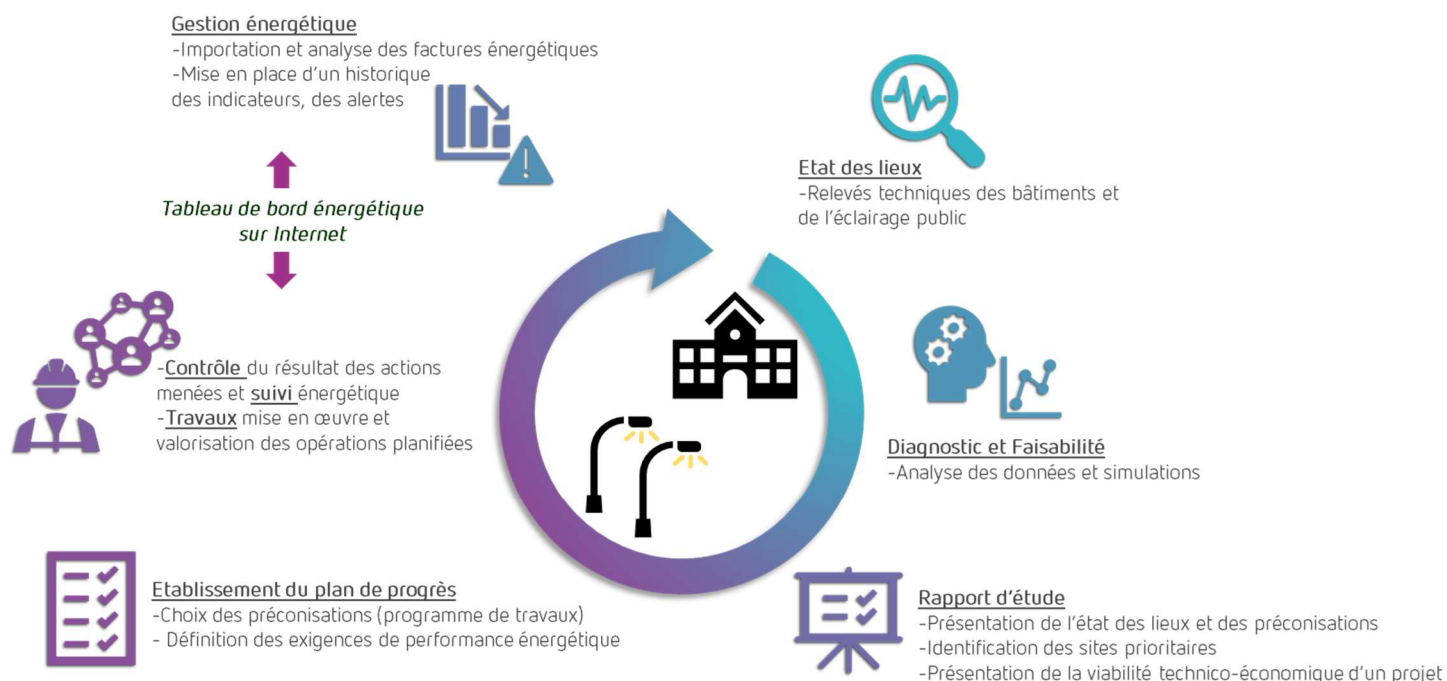 Gestion énergétique
-Importation et analyse des factures énergétiques
-Mise en place d'un historique
des indicateurs, des alertes
Tableau de bord énergétique
sur Internet
-Contrôle du résultat des actions
menées et suivi énergétique
-Travaux mise en œuvre et
valorisation des opérations planifiées
Etablissement du plan de progrès
-Choix des préconisations (programme de travaux)
- Définition des exigences de performance énergétique
Etat des lieux
-Relevés techniques des bâtiments et
de l'éclairage public
Diagnostic et Faisabilité
-Analyse des données et simulations
Rapport d'étude
-Présentation de l'état des lieux et des préconisations
-Identification des sites prioritaires
-Présentation de la viabilité technico-économique d'un projet